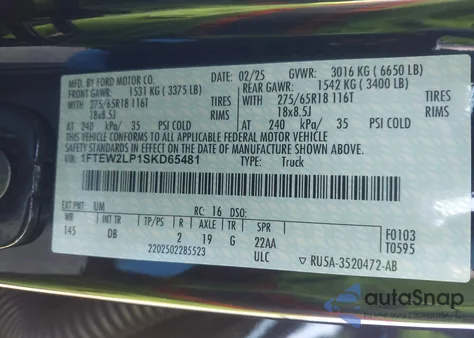 MFD. BY FORD MOTOR CO.
02/25 GVWR: 3016 KG ( 6650 LB)
FRONT GAWR: 1531 KG ( 3375 LB) REAR GAWR: 1542 KG ( 3400 LB)
WITH 275/65R18 116T TIRES WITH 275/65R18 116T TIRES
18x8.5J RIMS 18x8.5J RIMS
AT 240 kPa/ 35 PSI COLD AT 240 kPa/ 35 PSI COLD
THIS VEHICLE CONFORMS TO ALL APPLICABLE FEDERAL MOTOR VEHICLE
SAFETY STANDARDS IN EFFECT ON THE DATE OF MANUFACTURE SHOWN ABOVE.
VIN: 1FTEW2LP1SKD65481 TYPE: Truck
EXT PNT: UM RC: 16 DSO: F0103
WB INT TR TP/PS R AXLE TR SPR T0595
145 DB 2 19 G 22AA
2202502285523 ULC ▽ RU5A-3520472-AB
autoSnap